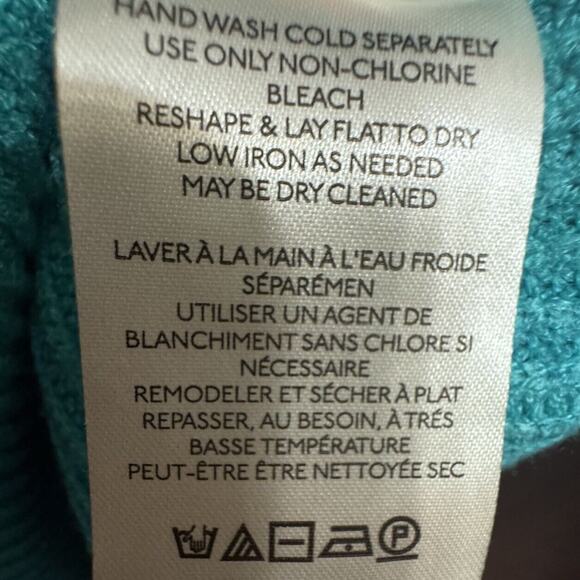 HAND WASH COLD SEPARATELY
USE ONLY NON-CHLORINE
BLEACH
RESHAPE & LAY FLAT TO DRY
LOW IRON AS NEEDED
MAY BE DRY CLEANED
LAVER À LA MAIN À L'EAU FROIDE
SÉPARÉMEN
UTILISER UN AGENT DE
BLANCHIMENT SANS CHLORE SI
NÉCESSAIRE
REMODELER ET SÉCHER À PLAT
REPASSER, AU BESOIN, À TRÉS
BASSE TEMPÉRATURE
PEUT-ÊTRE ÊTRE NETTOYÉE SEC
P